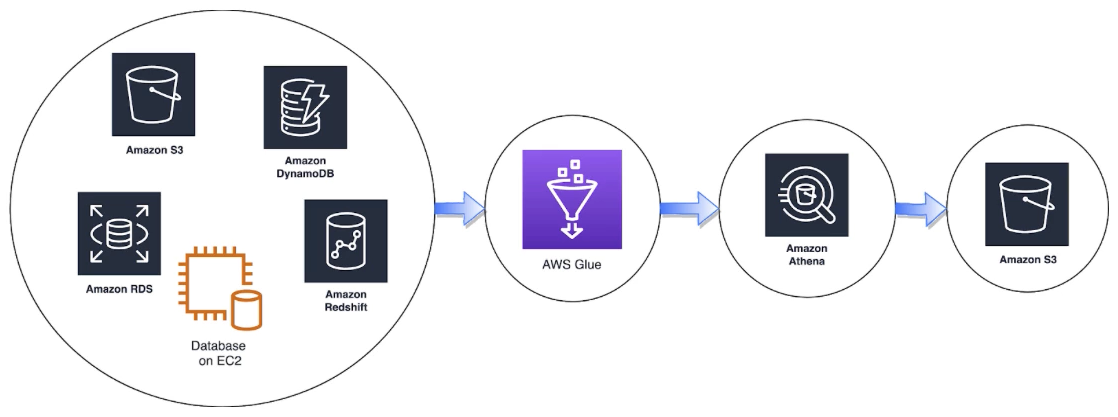 Amazon S3
Amazon
DynamoDB
Amazon RDS
Amazon
Redshift
Database
on EC2
AWS Glue
Amazon
Athena
Amazon S3